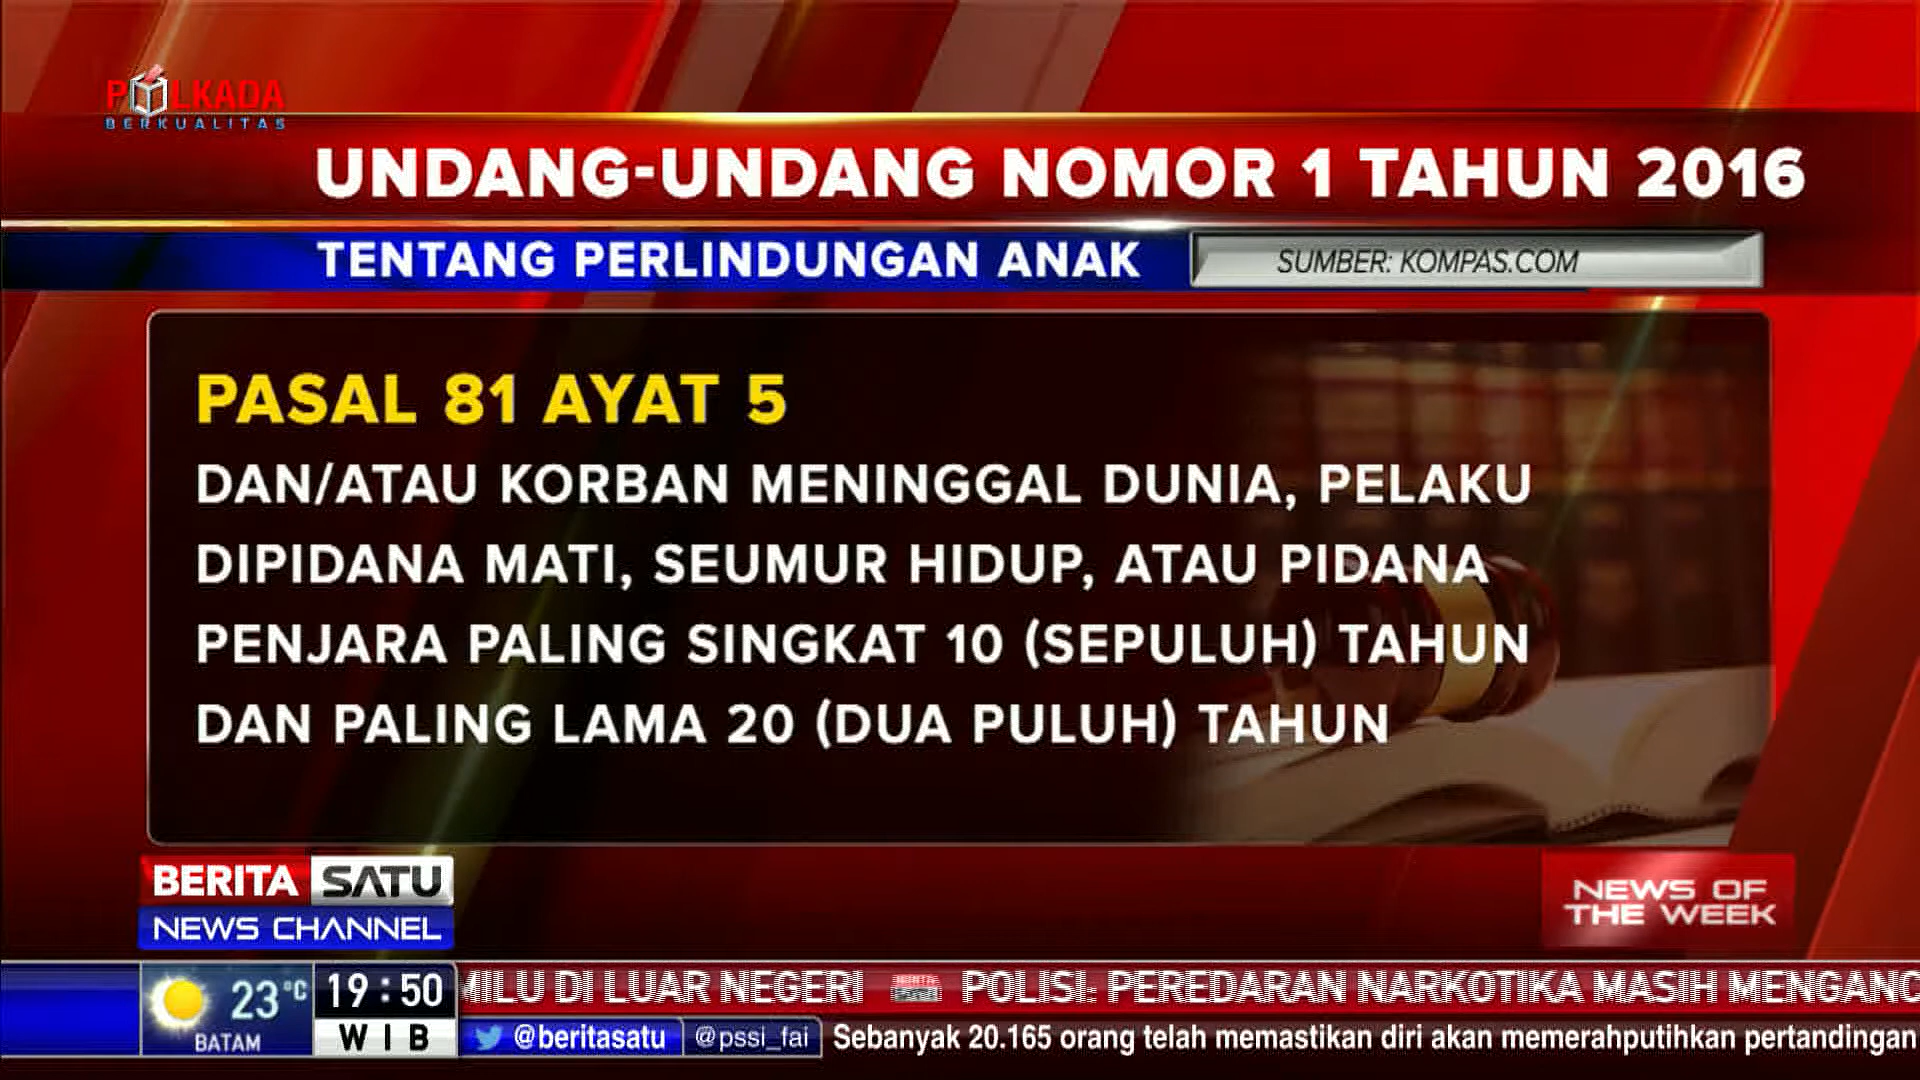 POLKADA
BERKUALITAS
UNDANG-UNDANG NOMOR 1 TAHUN 2016
TENTANG PERLINDUNGAN ANAK
SUMBER: KOMPAS.COM
PASAL 81 AYAT 5
DAN/ATAU KORBAN MENINGGAL DUNIA, PELAKU
DIPIDANA MATI, SEUMUR HIDUP, ATAU PIDANA
PENJARA PALING SINGKAT 10 (SEPULUH) TAHUN
DAN PALING LAMA 20 (DUA PULUH) TAHUN
BERITA SATU
NEWS CHANNEL
NEWS OF
THE WEEK
23°C
BATAM
19:50
WIB
MILU DI LUAR NEGERI BERITA SATU POLISI: PEREDARAN NARKOTIKA MASIH MENGANC
@beritasatu @pssi_fai Sebanyak 20.165 orang telah memastikan diri akan memerahputihkan pertandingan